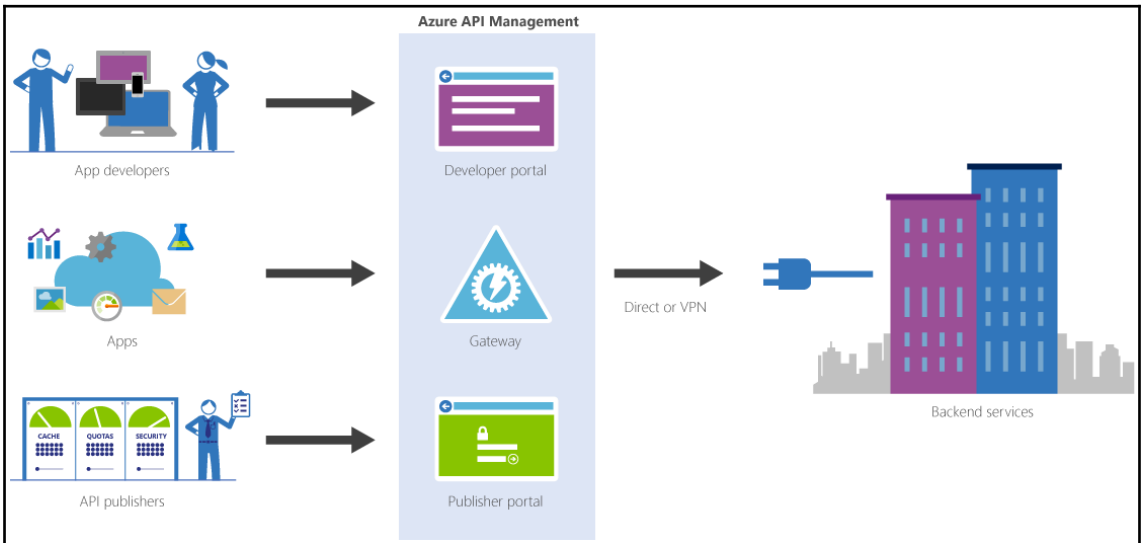 Azure API Management
App developers
Developer portal
Apps
Gateway
Direct or VPN
Backend services
CACHE
QUOTAS
SECURITY
API publishers
Publisher portal